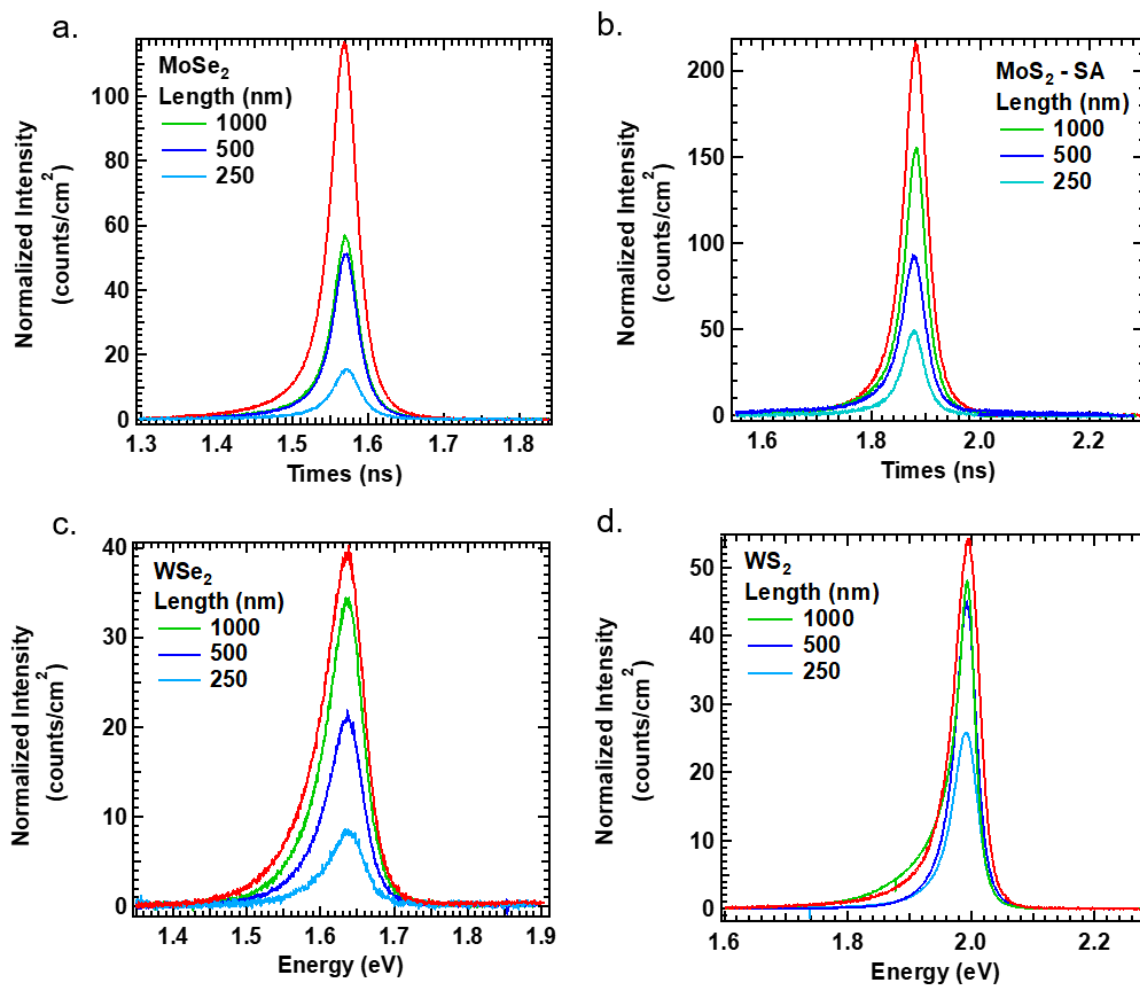 a.
MoSe2
Length (nm)
1000
500
250
Normalized Intensity
(counts/cm2)
100
80
60
40
20
0
1.3
1.4
1.5
1.6
1.7
1.8
Times (ns)
b.
MoS2 - SA
Length (nm)
1000
500
250
Normalized Intensity
(counts/cm2)
200
150
100
50
0
1.6
1.8
2.0
2.2
Times (ns)
c.
WSe2
Length (nm)
1000
500
250
Normalized Intensity
(counts/cm2)
40
30
20
10
0
1.4
1.5
1.6
1.7
1.8
1.9
Energy (eV)
d.
WS2
Length (nm)
1000
500
250
Normalized Intensity
(counts/cm2)
50
40
30
20
10
0
1.6
1.8
2.0
2.2
Energy (eV)